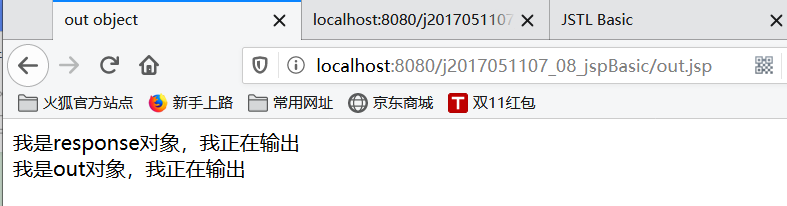 out object
localhost:8080/j2017051107
JSTL Basic
localhost:8080/j2017051107_08_jspBasic/out.jsp
火狐官方站点 新手上路 常用网址 京东商城 T 双11红包
我是response对象，我正在输出
我是out对象，我正在输出